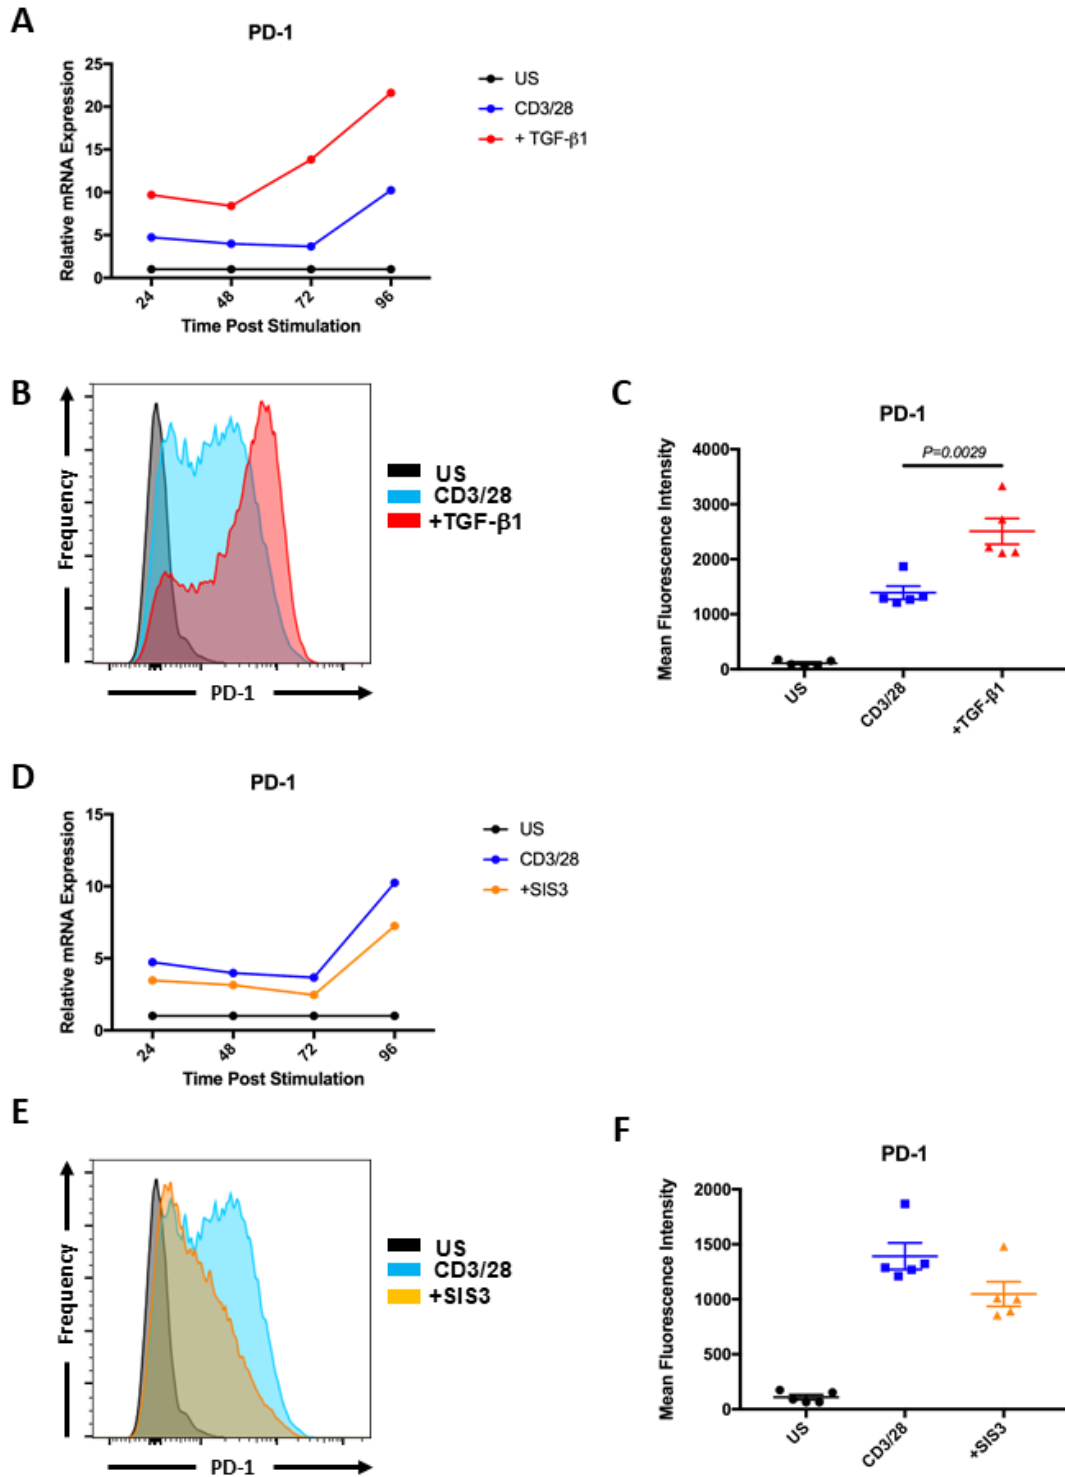 A
PD-1
25
20
15
10
5
0
Relative mRNA Expression
24
48
72
96
Time Post Stimulation
US
CD3/28
+ TGF-β1
B
Frequency
PD-1
US
CD3/28
+TGF-β1
C
PD-1
P=0.0029
4000
3000
2000
1000
0
Mean Fluorescence Intensity
US
CD3/28
+TGF-β1
D
PD-1
15
10
5
0
Relative mRNA Expression
24
48
72
96
Time Post Stimulation
US
CD3/28
+SIS3
E
Frequency
PD-1
US
CD3/28
+SIS3
F
PD-1
2000
1500
1000
500
0
Mean Fluorescence Intensity
US
CD3/28
+SIS3